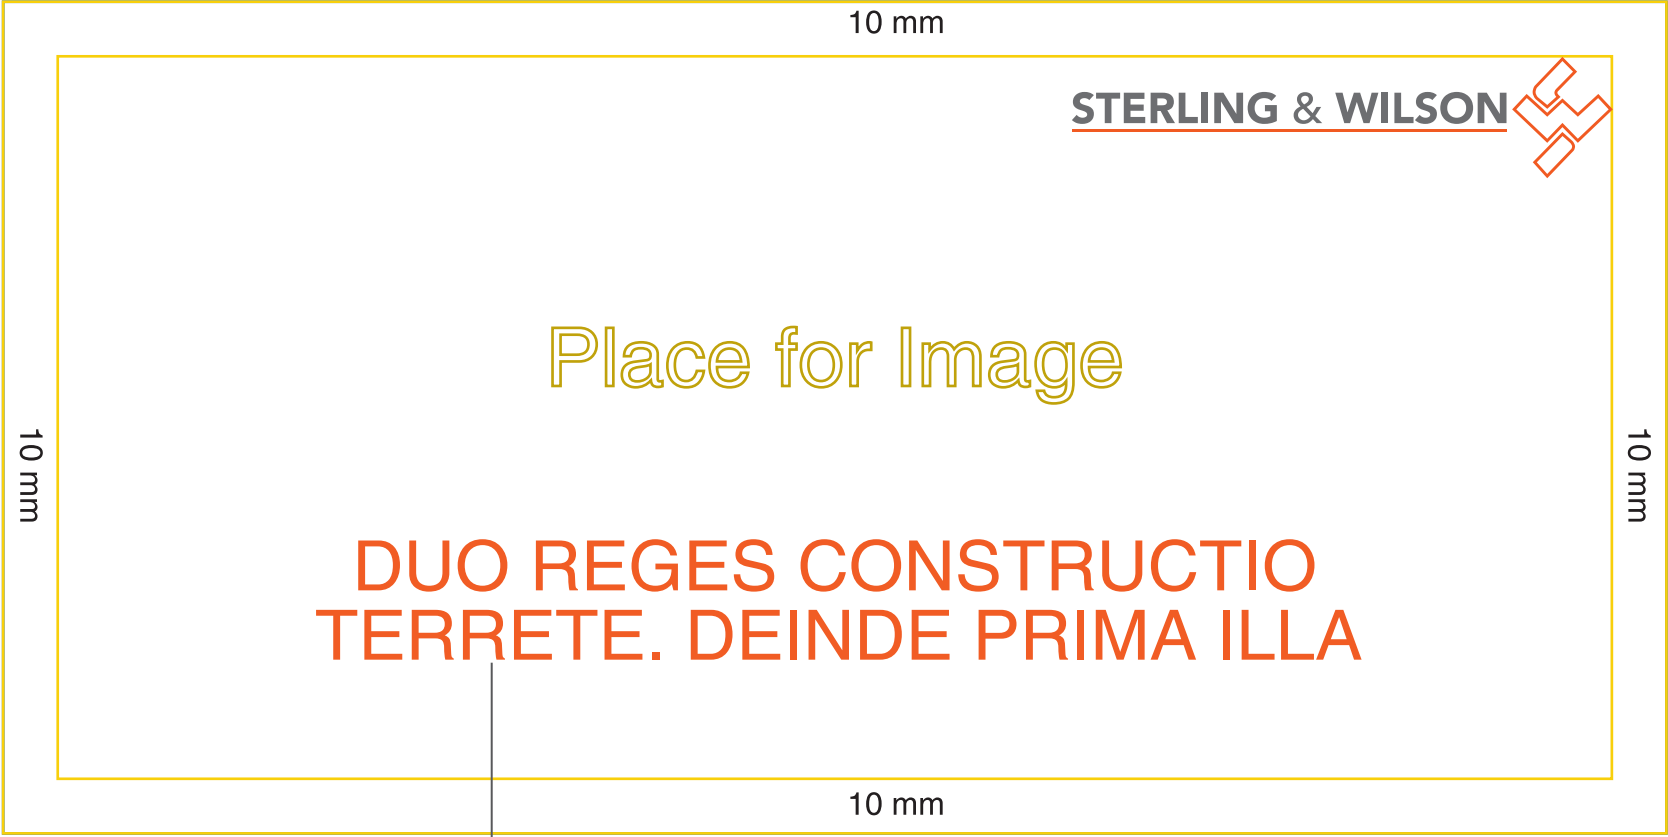 10 mm
STERLING & WILSON
Place for Image
10 mm
10 mm
DUO REGES CONSTRUCTIO
TERRETE. DEINDE PRIMA ILLA
10 mm